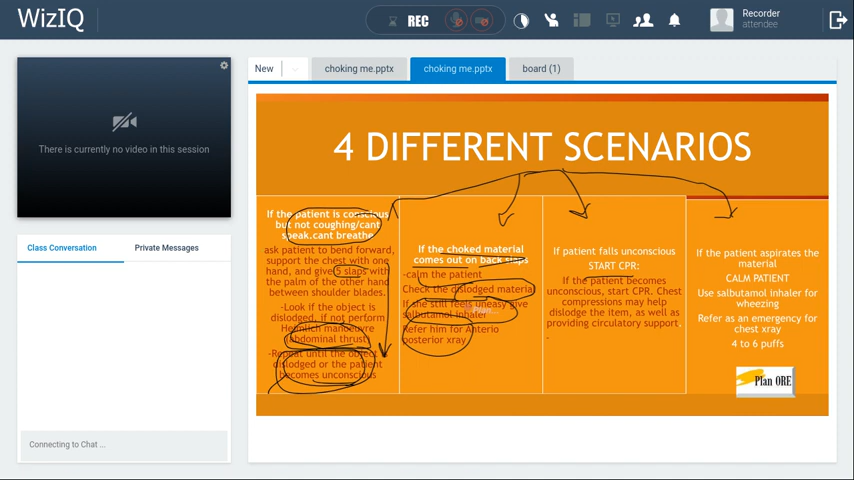 WizIQ
REC
Recorder
attendee
New
choking me.pptx
choking me.pptx
board (1)
There is currently no video in this session
Class Conversation
Private Messages
Connecting to Chat ...
4 DIFFERENT SCENARIOS
If the patient is conscious
but not coughing/cant
speak.cant breathe
ask patient to bend forward,
support the chest with one
hand, and give 5 slaps with
the palm of the other hand
between shoulder blades.
-Look if the object is
dislodged, if not perform
Heimlich manoeuvre
(abdominal thrust)
-Repeat until the object
dislodged or the patient
becomes unconscious
If the choked material
comes out on back slaps
-calm the patient
Check the dislodged material
If she still feels uneasy give
salbutamol inhaler
Refer him for Anterio
posterior xray
If patient falls unconscious
START CPR:
If the patient becomes
unconscious, start CPR. Chest
compressions may help
dislodge the item, as well as
providing circulatory support.
.
If the patient aspirates the
material
CALM PATIENT
Use salbutamol inhaler for
wheezing
Refer as an emergency for
chest xray
4 to 6 puffs
Plan ORE